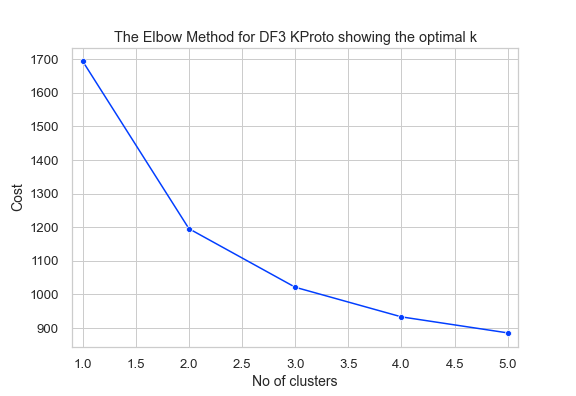 The Elbow Method for DF3 KProto showing the optimal k
1700
1600
1500
1400
1300
1200
1100
1000
900
Cost
1.0 1.5 2.0 2.5 3.0 3.5 4.0 4.5 5.0
No of clusters